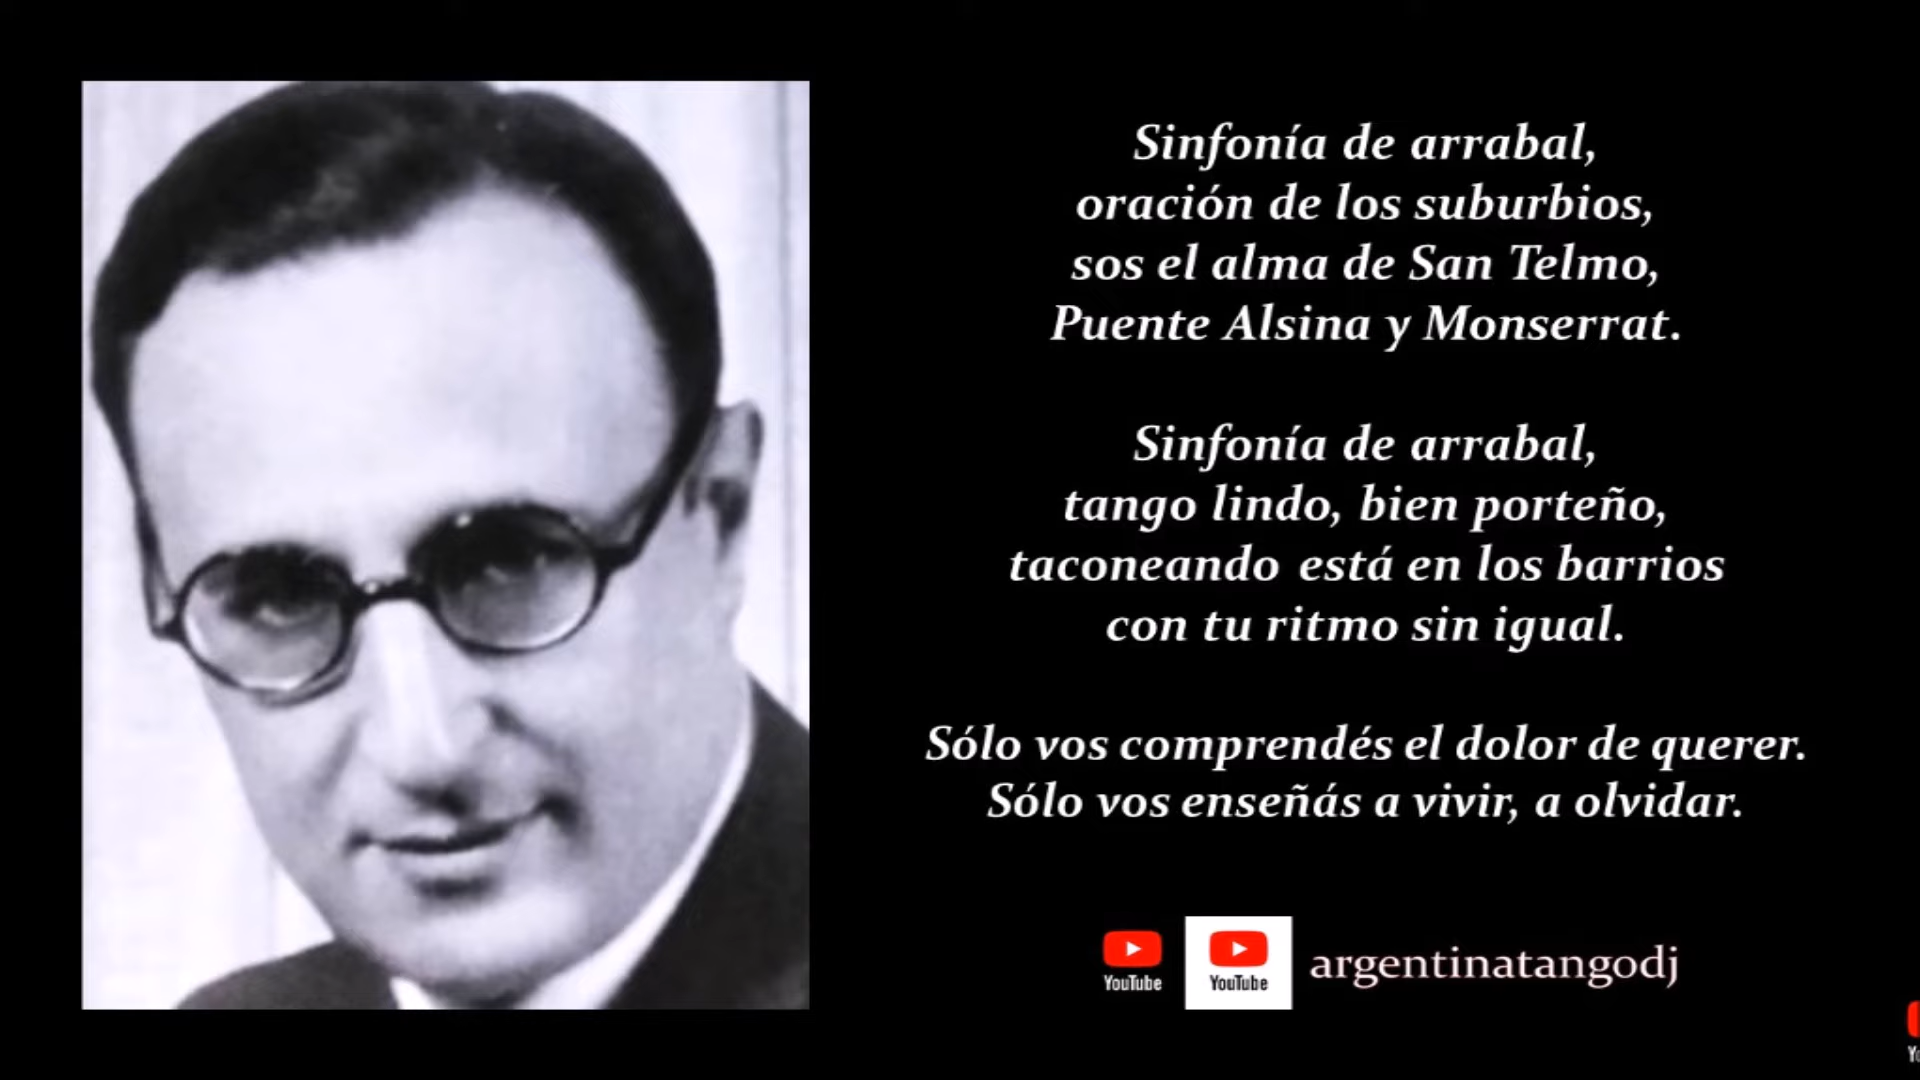 Sinfonía de arrabal,
oración de los suburbios,
sos el alma de San Telmo,
Puente Alsina y Monserrat.
Sinfonía de arrabal,
tango lindo, bien porteño,
taconeando está en los barrios
con tu ritmo sin igual.
Sólo vos comprendés el dolor de querer.
Sólo vos enseñás a vivir, a olvidar.
YouTube YouTube argentinatangodj